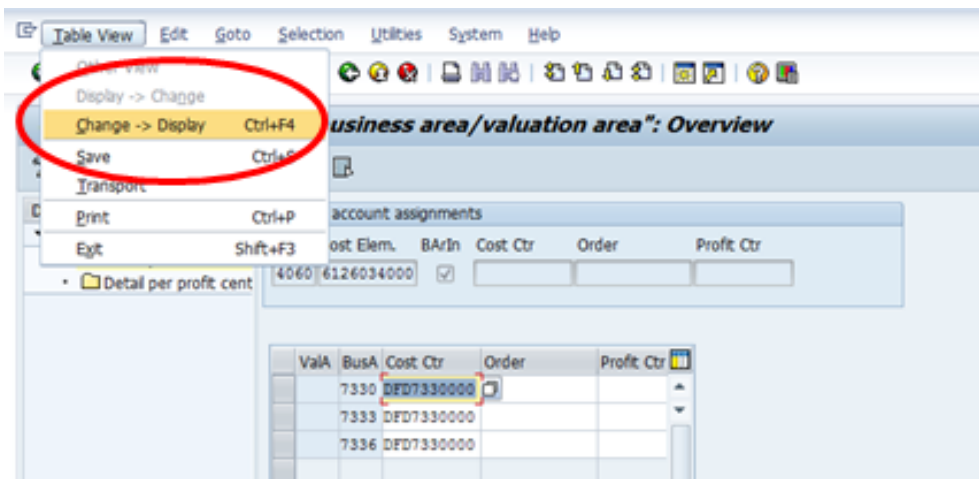 Table View Edit Goto Selection Utilities System Help
Other View
Display -> Change
Change -> Display Ctrl+F4
usiness area/valuation area": Overview
Save
Transport
Print Ctrl+P
account assignments
Exit Shift+F3
ost Elem. BArIn Cost Ctr Order Profit Ctr
4060 6126034000
Detail per profit cent
ValA BusA Cost Ctr Order Profit Ctr
7330 DFD7330000
7333 DFD7330000
7336 DFD7330000